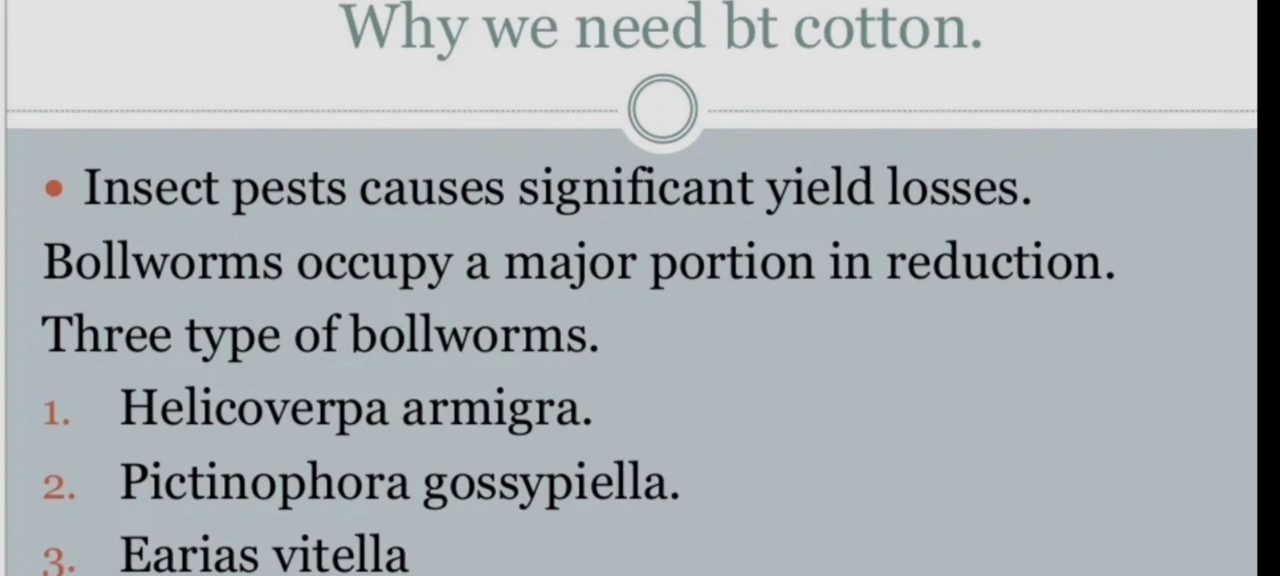 Why we need bt cotton.
• Insect pests causes significant yield losses.
Bollworms occupy a major portion in reduction.
Three type of bollworms.
1. Helicoverpa armigra.
2. Pictinophora gossypiella.
3. Earias vitella